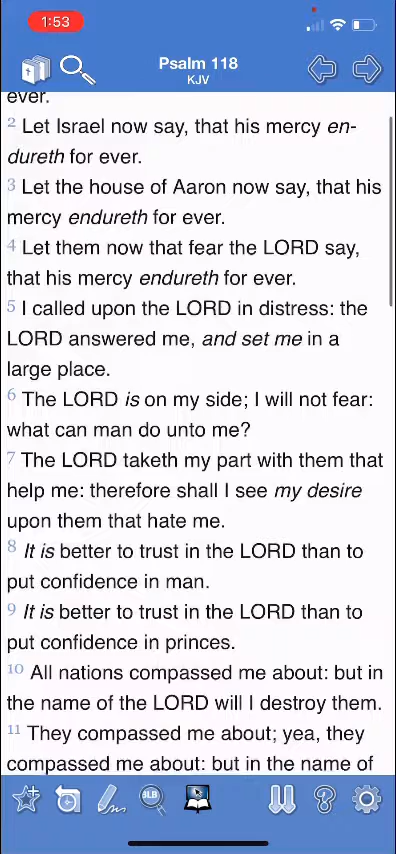 1:53
Psalm 118
KJV
ever.
2 Let Israel now say, that his mercy en-
dureth for ever.
3 Let the house of Aaron now say, that his
mercy endureth for ever.
4 Let them now that fear the LORD say,
that his mercy endureth for ever.
5 I called upon the LORD in distress: the
LORD answered me, and set me in a
large place.
6 The LORD is on my side; I will not fear:
what can man do unto me?
7 The LORD taketh my part with them that
help me: therefore shall I see my desire
upon them that hate me.
8 It is better to trust in the LORD than to
put confidence in man.
9 It is better to trust in the LORD than to
put confidence in princes.
10 All nations compassed me about: but in
the name of the LORD will I destroy them.
11 They compassed me about; yea, they
compassed me about: but in the name of
BLB